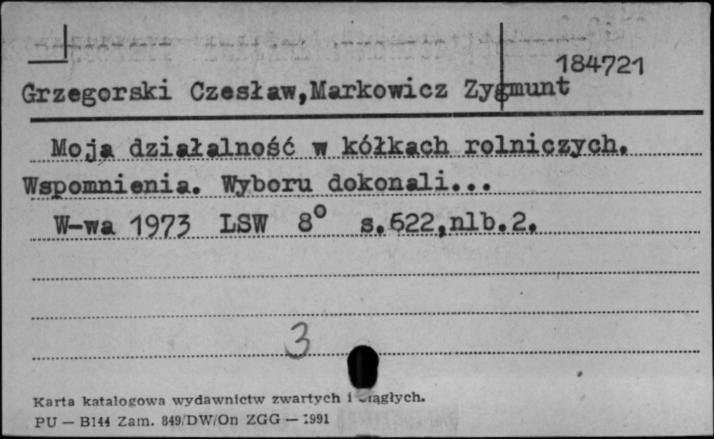 184721
Grzegorski Czesław,Markowicz Zygmunt
Moja działalność w kółkach rolniczych.
Wspomnienia. Wyboru dokonali...
W-wa 1973 LSW 8° s.622,nlb.2.
3
Karta katalogowa wydawnictw zwartych i ciągłych.
PU — B144 Zam. 849/DW/On ZGG — 1991